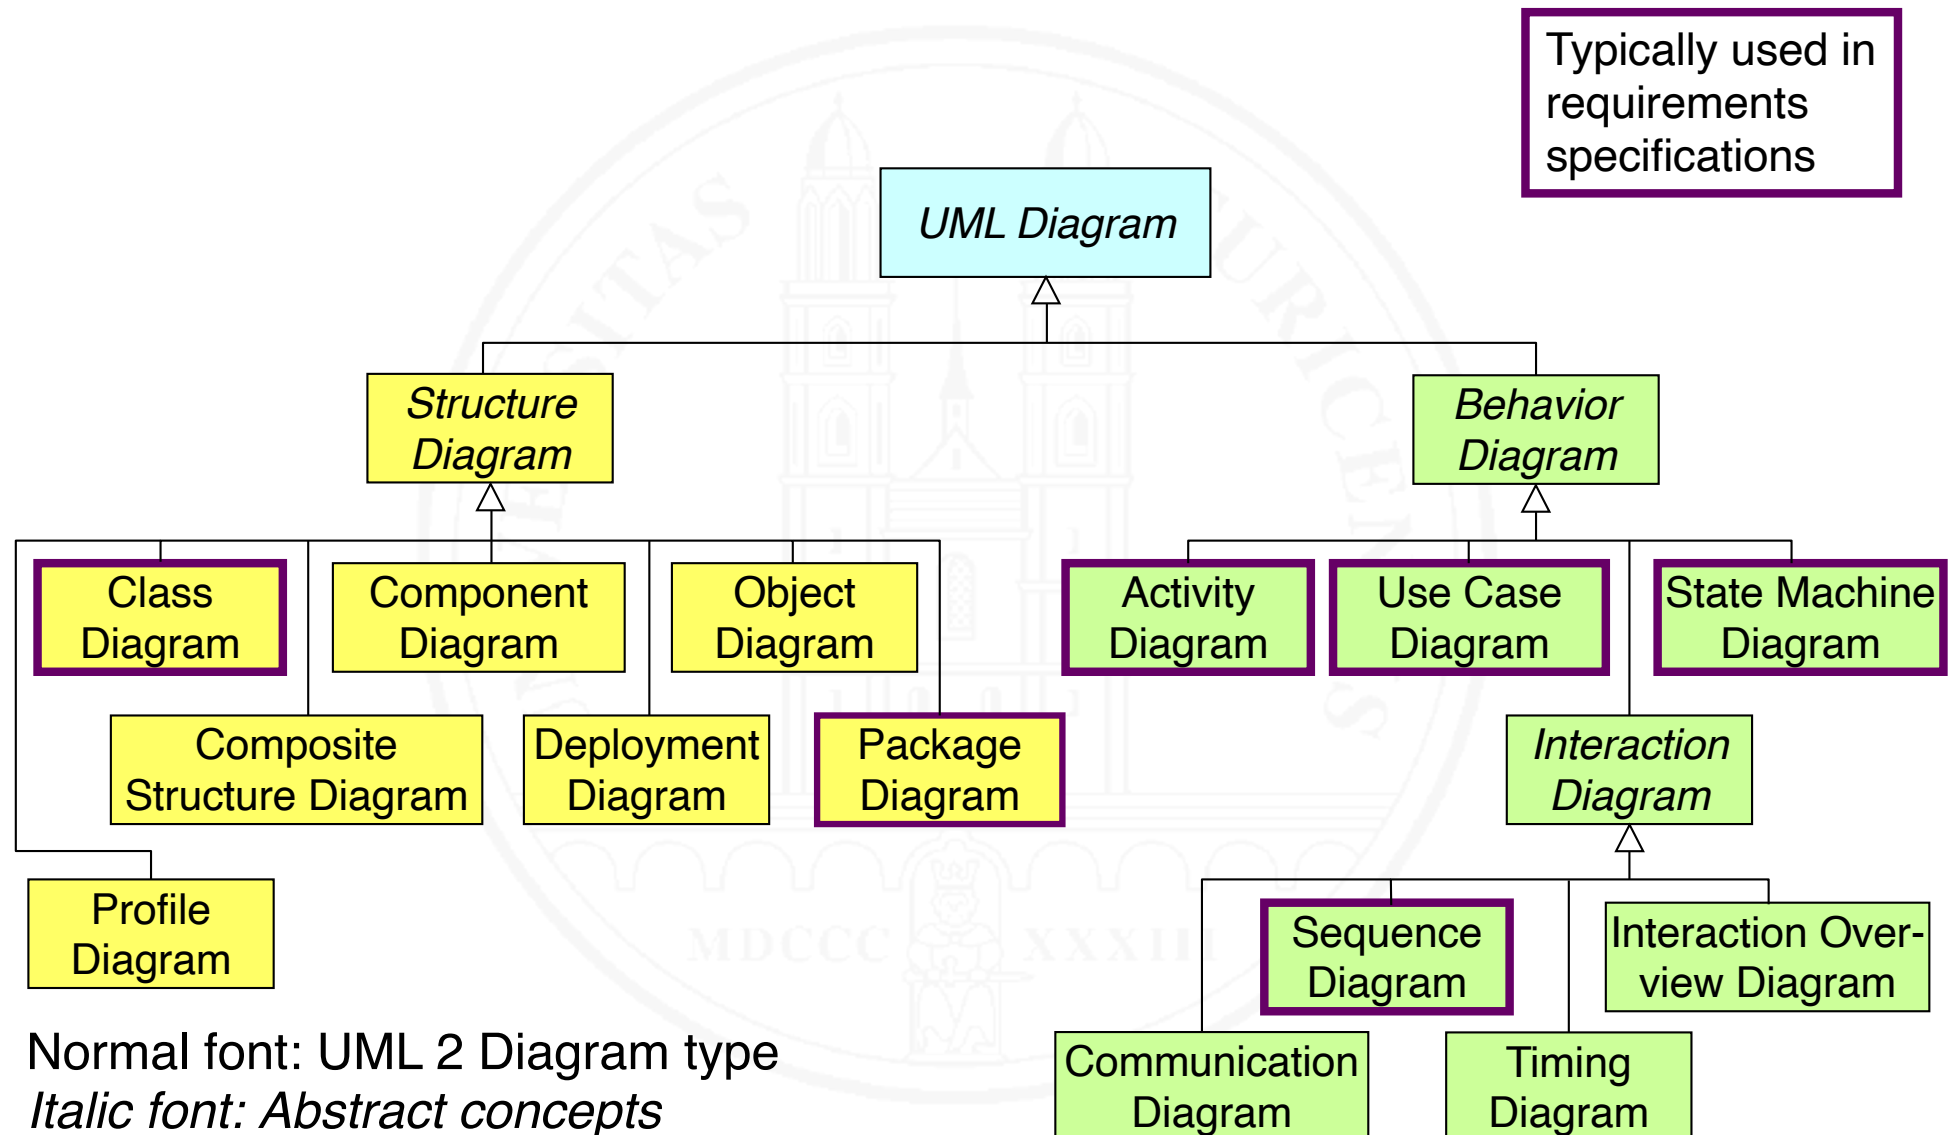 Typically used in
requirements
specifications
UML Diagram
Structure
Diagram
Behavior
Diagram
Class
Diagram
Component
Diagram
Object
Diagram
Activity
Diagram
Use Case
Diagram
State Machine
Diagram
Composite
Structure Diagram
Deployment
Diagram
Package
Diagram
Interaction
Diagram
Profile
Diagram
Sequence
Diagram
Interaction Over-
view Diagram
Communication
Diagram
Timing
Diagram
Normal font: UML 2 Diagram type
Italic font: Abstract concepts
MDCCC XXXIII